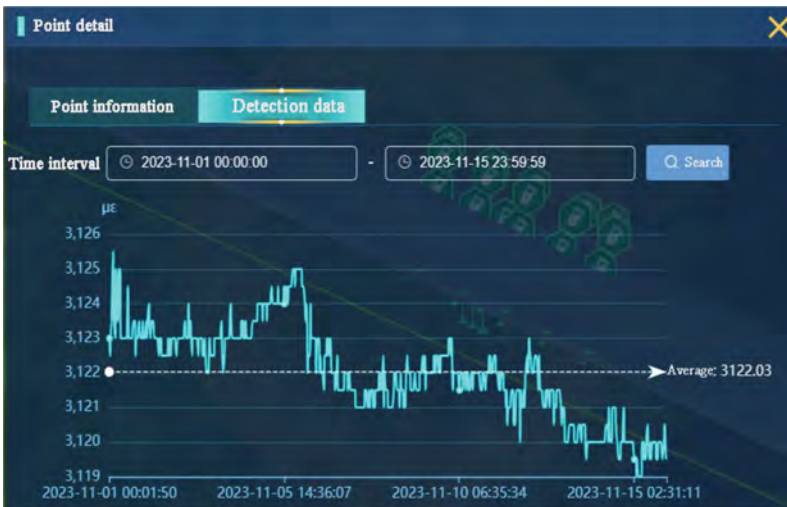 Point detail
Point information Detection data
Time interval 2023-11-01 00:00:00 - 2023-11-15 23:59:59 Search
με
3,126
3,125
3,124
3,123
3,122 Average: 3122.03
3,121
3,120
3,119
2023-11-01 00:01:50 2023-11-05 14:36:07 2023-11-10 06:35:34 2023-11-15 02:31:11